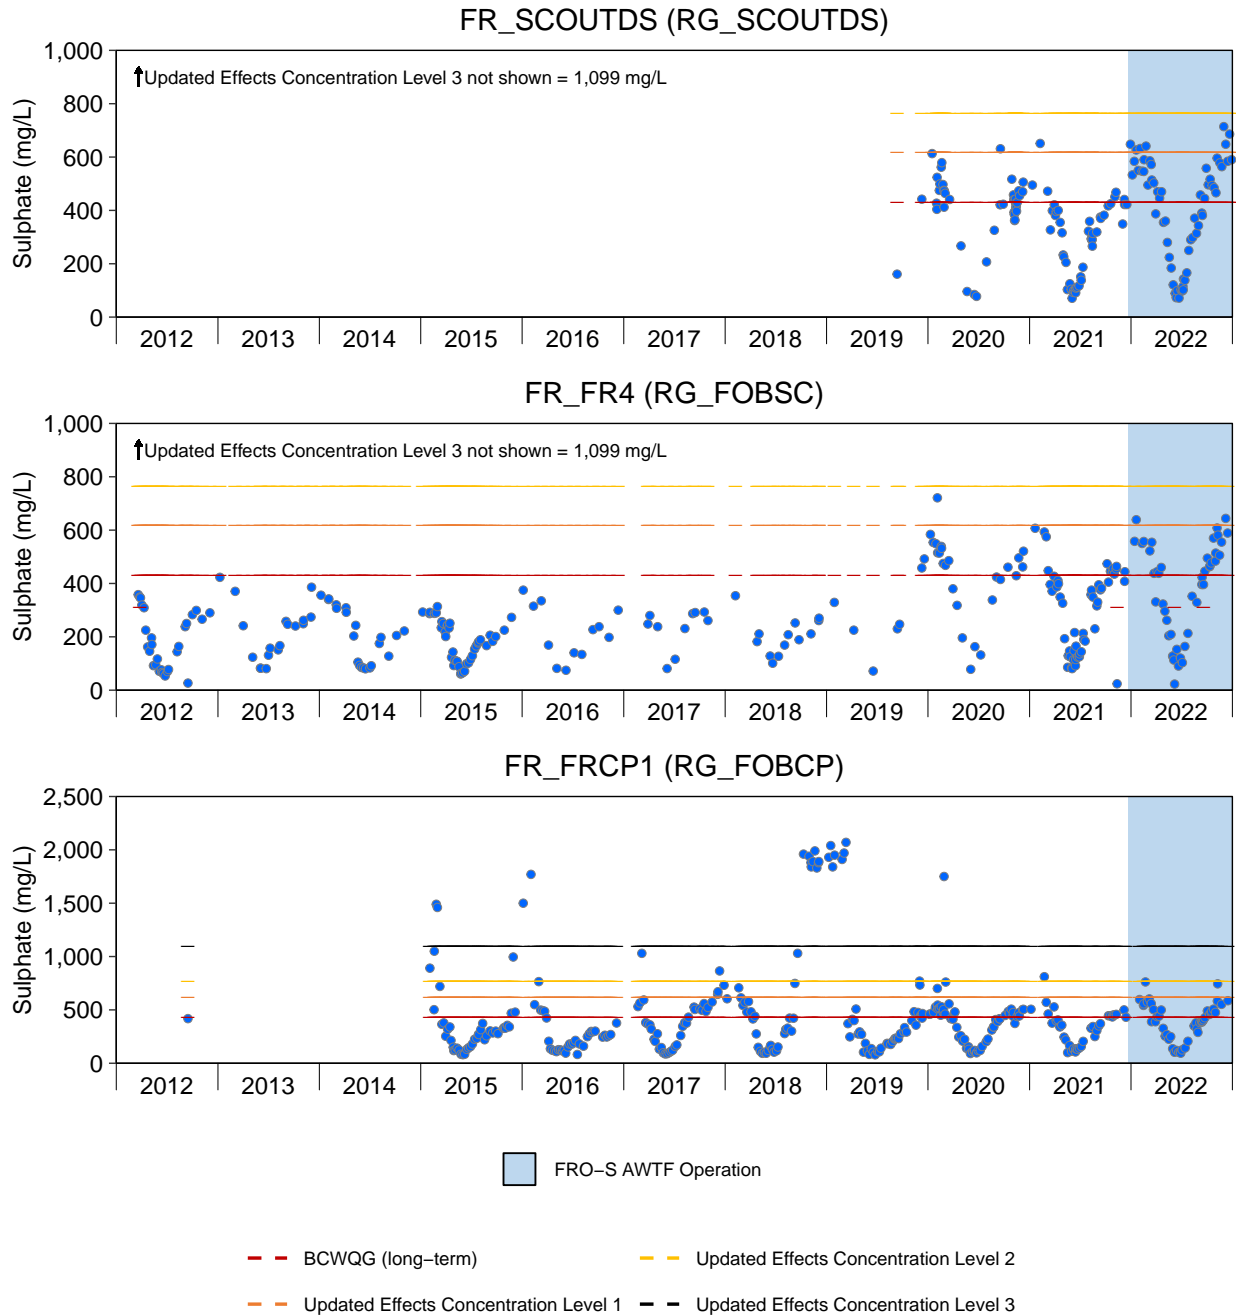 FR_SCOUTDS (RG_SCOUTDS)
Sulphate (mg/L)
1,000
800
600
400
200
0
Updated Effects Concentration Level 3 not shown = 1,099 mg/L
2012 2013 2014 2015 2016 2017 2018 2019 2020 2021 2022
FR_FR4 (RG_FOBSC)
Sulphate (mg/L)
1,000
800
600
400
200
0
Updated Effects Concentration Level 3 not shown = 1,099 mg/L
2012 2013 2014 2015 2016 2017 2018 2019 2020 2021 2022
FR_FRCP1 (RG_FOBCP)
Sulphate (mg/L)
2,500
2,000
1,500
1,000
500
0
2012 2013 2014 2015 2016 2017 2018 2019 2020 2021 2022
FRO−S AWTF Operation
BCWQG (long−term)
Updated Effects Concentration Level 2
Updated Effects Concentration Level 1
Updated Effects Concentration Level 3